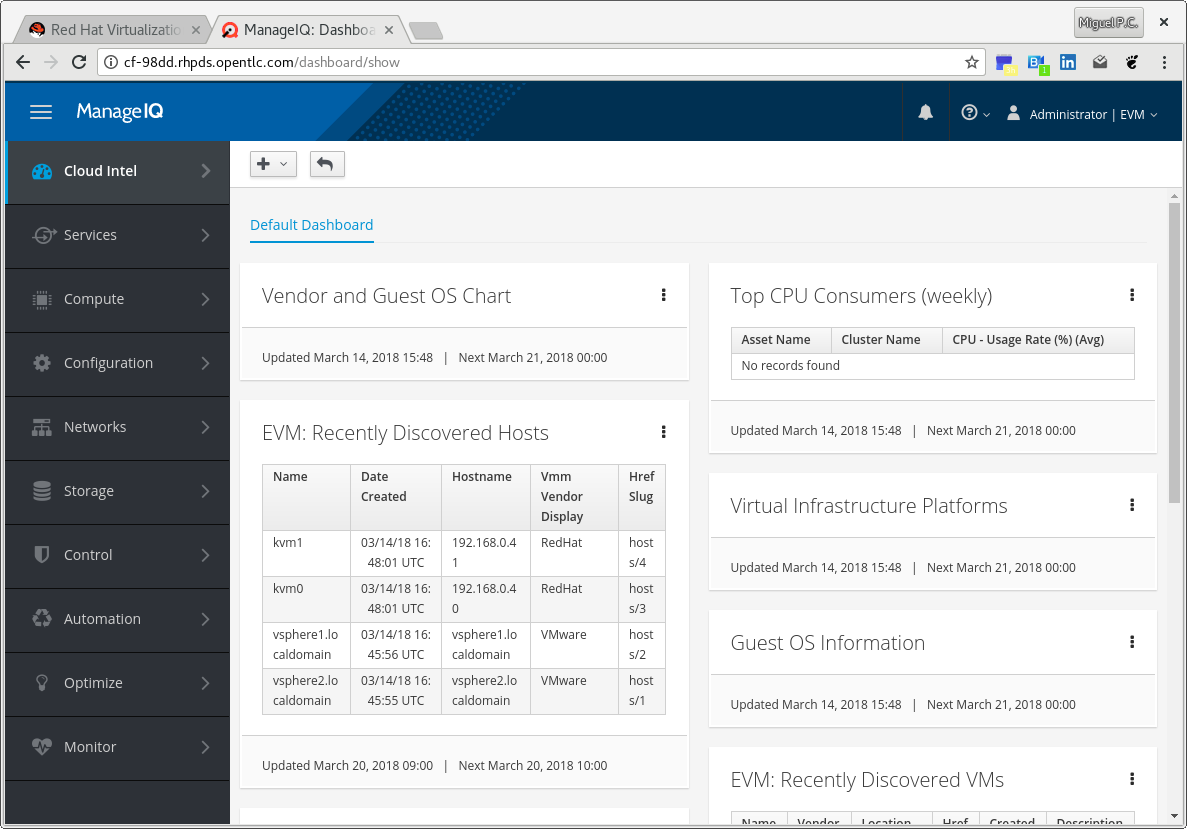 Red Hat Virtualizatio
ManageIQ: Dashboa
Miguel P.C.
cf-98dd.rhpds.opentlc.com/dashboard/show
1
ManageIQ
Administrator | EVM
Cloud Intel
Services
Compute
Configuration
Networks
Storage
Control
Automation
Optimize
Monitor
Default Dashboard
Vendor and Guest OS Chart
Updated March 14, 2018 15:48 | Next March 21, 2018 00:00
EVM: Recently Discovered Hosts
Name Date Created Hostname Vmm Vendor Display Href Slug
kvm1 03/14/18 16:48:01 UTC 192.168.0.41 RedHat hosts/4
kvm0 03/14/18 16:48:01 UTC 192.168.0.40 RedHat hosts/3
vsphere1.localdomain 03/14/18 16:45:56 UTC vsphere1.localdomain VMware hosts/2
vsphere2.localdomain 03/14/18 16:45:55 UTC vsphere2.localdomain VMware hosts/1
Updated March 20, 2018 09:00 | Next March 20, 2018 10:00
Top CPU Consumers (weekly)
Asset Name Cluster Name CPU - Usage Rate (%) (Avg)
No records found
Updated March 14, 2018 15:48 | Next March 21, 2018 00:00
Virtual Infrastructure Platforms
Updated March 14, 2018 15:48 | Next March 21, 2018 00:00
Guest OS Information
Updated March 14, 2018 15:48 | Next March 21, 2018 00:00
EVM: Recently Discovered VMs
Name Vendor Location Href Created Description